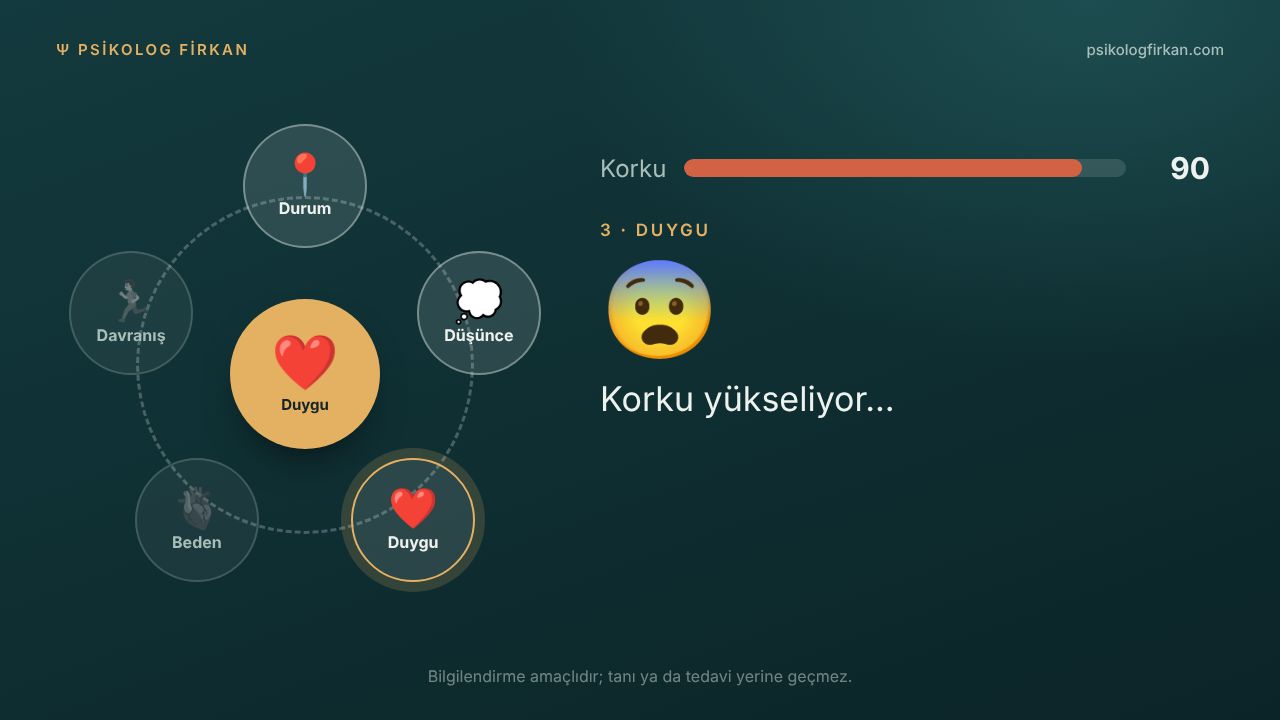 Ψ PSİKOLOG FİRKAN
psikologfirkan.com
Durum
Davranış
Düşünce
Duygu
Beden
Duygu
Korku
90
3 · DUYGU
Korku yükseliyor...
Bilgilendirme amaçlıdır; tanı ya da tedavi yerine geçmez.